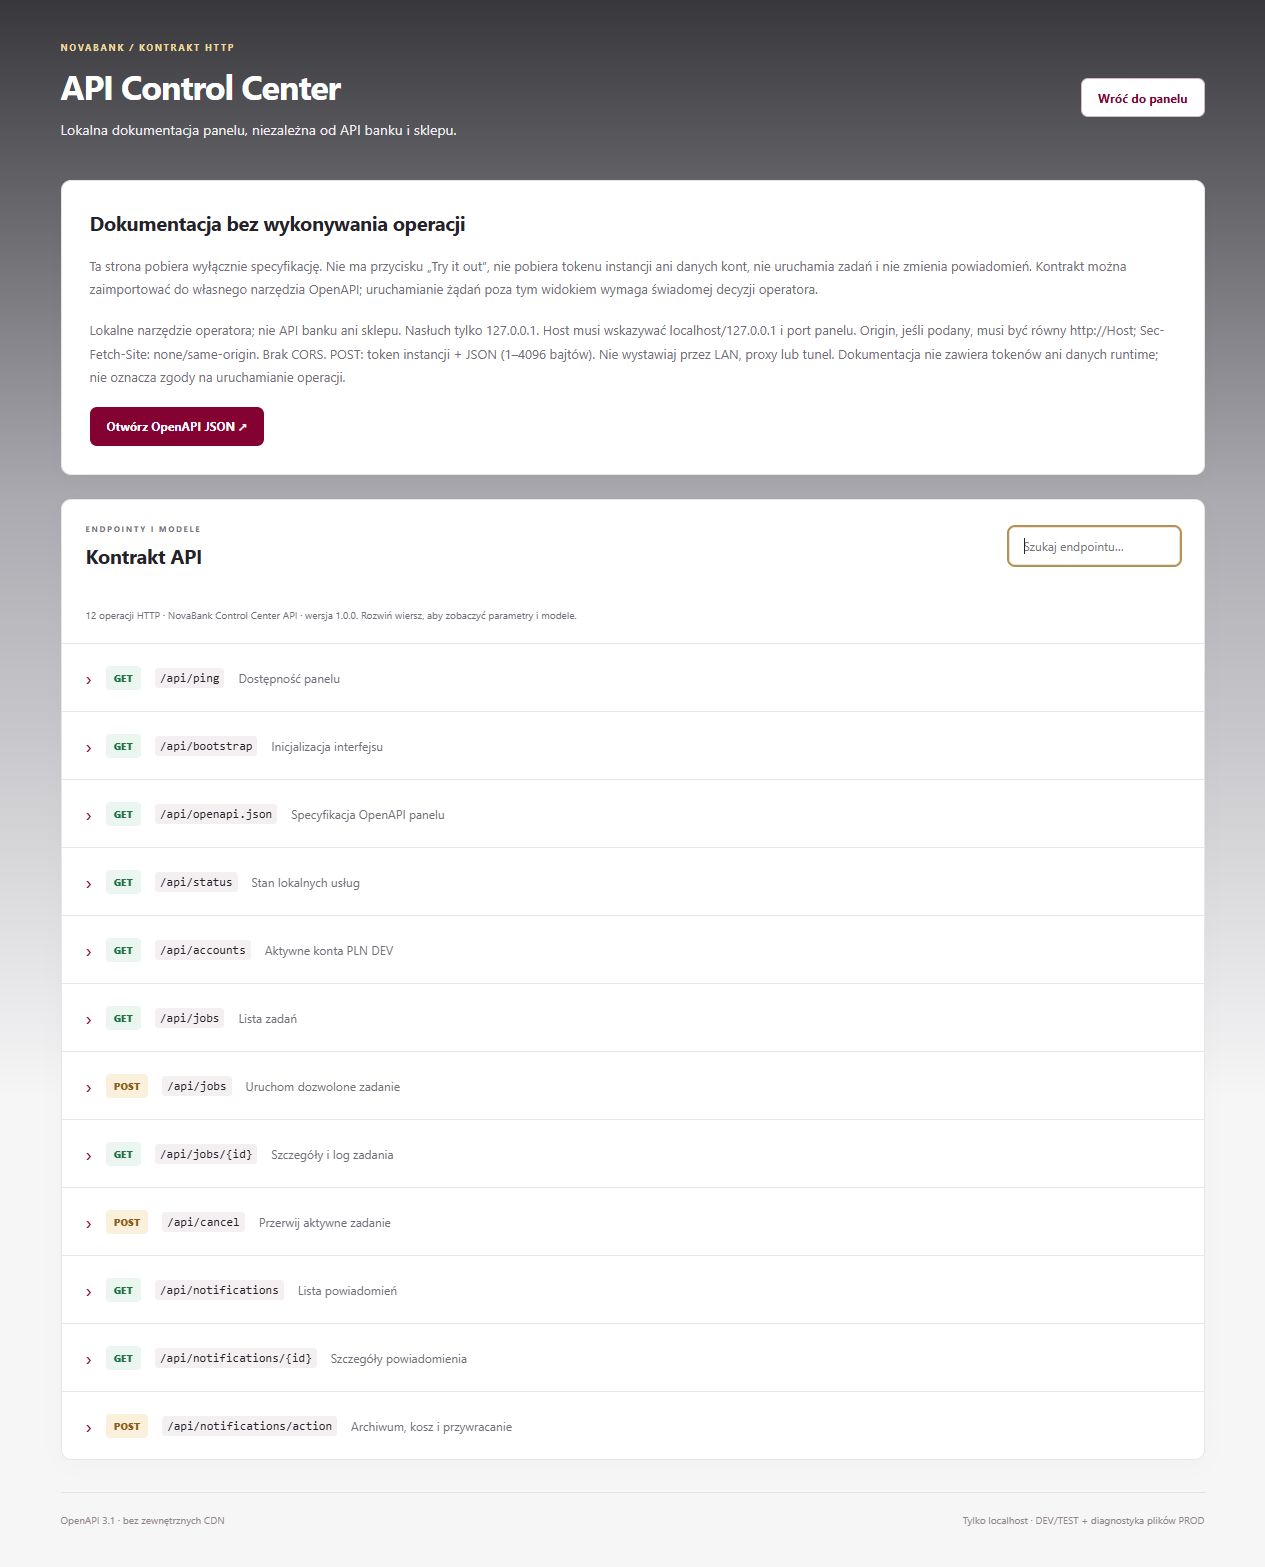 NOVABANK / KONTRAKT HTTP
API Control Center
Lokalna dokumentacja panelu, niezależna od API banku i sklepu.
Wróć do panelu
Dokumentacja bez wykonywania operacji
Ta strona pobiera wyłącznie specyfikację. Nie ma przycisku „Try it out”, nie pobiera tokenu instancji ani danych kont, nie uruchamia zadań i nie zmienia powiadomień. Kontrakt można
zaimportować do własnego narzędzia OpenAPI; uruchamianie żądań poza tym widokiem wymaga świadomej decyzji operatora.
Lokalne narzędzie operatora; nie API banku ani sklepu. Nasłuch tylko 127.0.0.1. Host musi wskazywać localhost/127.0.0.1 i port panelu. Origin, jeśli podany, musi być równy http://Host; Sec-
Fetch-Site: none/same-origin. Brak CORS. POST: token instancji + JSON (1–4096 bajtów). Nie wystawiaj przez LAN, proxy lub tunel. Dokumentacja nie zawiera tokenów ani danych runtime;
nie oznacza zgody na uruchamianie operacji.
Otwórz OpenAPI JSON ↗
ENDPOINTY I MODELE
Kontrakt API
Szukaj endpointu...
12 operacji HTTP · NovaBank Control Center API · wersja 1.0.0. Rozwiń wiersz, aby zobaczyć parametry i modele.
› GET /api/ping Dostępność panelu
› GET /api/bootstrap Inicjalizacja interfejsu
› GET /api/openapi.json Specyfikacja OpenAPI panelu
› GET /api/status Stan lokalnych usług
› GET /api/accounts Aktywne konta PLN DEV
› GET /api/jobs Lista zadań
› POST /api/jobs Uruchom dozwolone zadanie
› GET /api/jobs/{id} Szczegóły i log zadania
› POST /api/cancel Przerwij aktywne zadanie
› GET /api/notifications Lista powiadomień
› GET /api/notifications/{id} Szczegóły powiadomienia
› POST /api/notifications/action Archiwum, kosz i przywracanie
OpenAPI 3.1 · bez zewnętrznych CDN
Tylko localhost · DEV/TEST + diagnostyka plików PROD